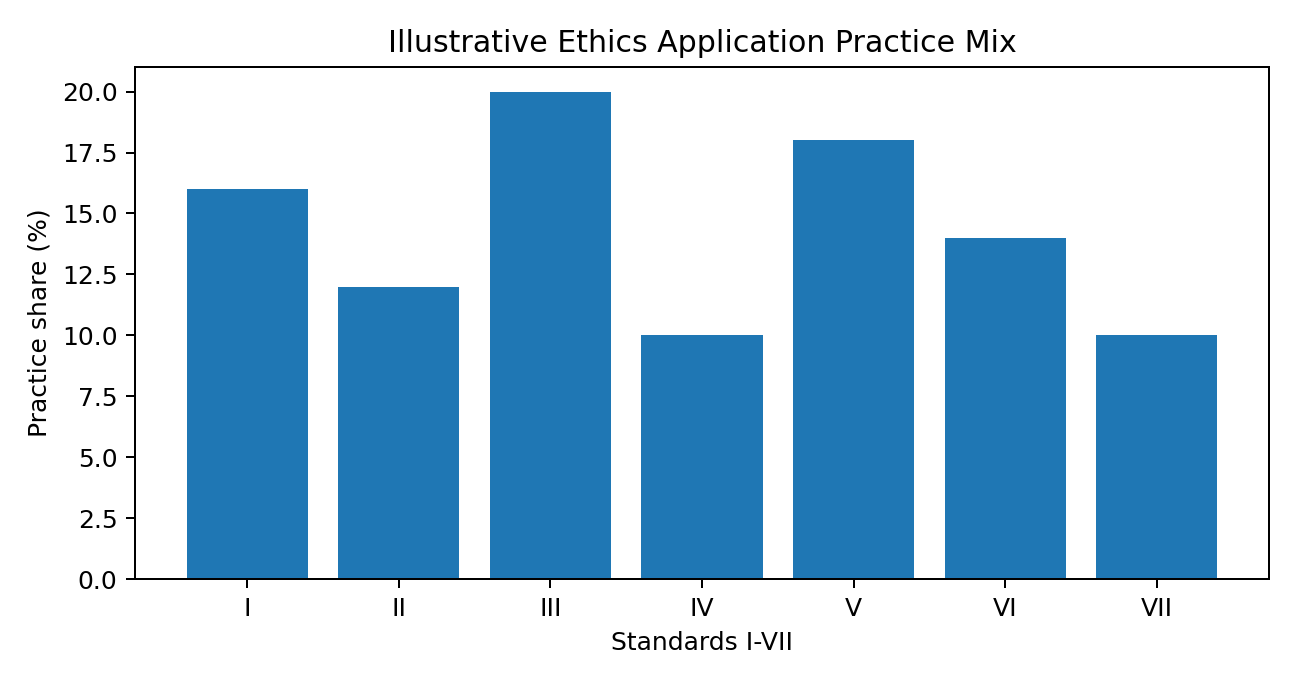 Illustrative Ethics Application Practice Mix
Practice share (%)
20.0
17.5
15.0
12.5
10.0
7.5
5.0
2.5
0.0
I II III IV V VI VII
Standards I-VII